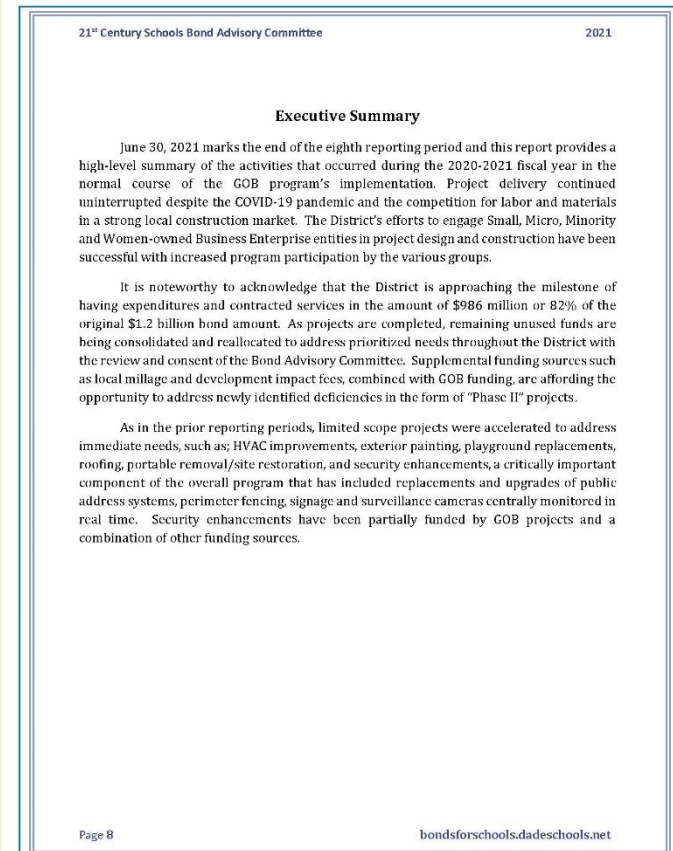 21st Century Schools Bond Advisory Committee 2021
Executive Summary
June 30, 2021 marks the end of the eighth reporting period and this report provides a
high-level summary of the activities that occurred during the 2020-2021 fiscal year in the
normal course of the GOB program's implementation. Project delivery continued
uninterrupted despite the COVID-19 pandemic and the competition for labor and materials
in a strong local construction market. The District's efforts to engage Small, Micro, Minority
and Women-owned Business Enterprise entities in project design and construction have been
successful with increased program participation by the various groups.
It is noteworthy to acknowledge that the District is approaching the milestone of
having expenditures and contracted services in the amount of $986 million or 82% of the
original $1.2 billion bond amount. As projects are completed, remaining unused funds are
being consolidated and reallocated to address prioritized needs throughout the District with
the review and consent of the Bond Advisory Committee. Supplemental funding sources such
as local millage and development impact fees, combined with GOB funding, are affording the
opportunity to address newly identified deficiencies in the form of "Phase II" projects.
As in the prior reporting periods, limited scope projects were accelerated to address
immediate needs, such as; HVAC improvements, exterior painting, playground replacements,
roofing, portable removal/site restoration, and security enhancements, a critically important
component of the overall program that has included replacements and upgrades of public
address systems, perimeter fencing, signage and surveillance cameras centrally monitored in
real time. Security enhancements have been partially funded by GOB projects and a
combination of other funding sources.
Page 8 bondsforschools.dadeschools.net